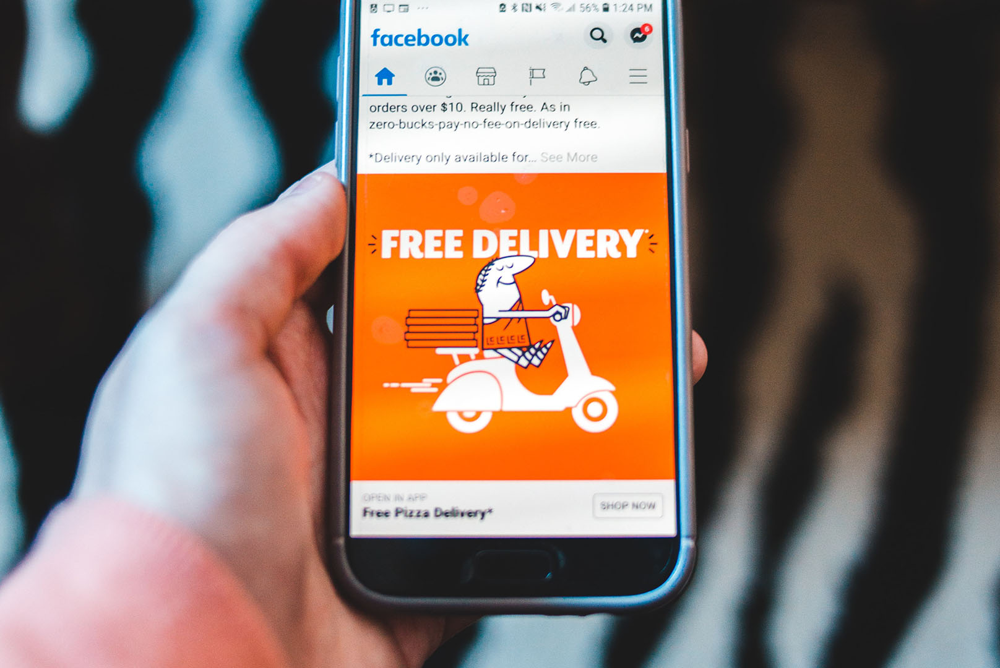 56% 1:24 PM
facebook
6
orders over $10. Really free. As in
zero-bucks-pay-no-fee-on-delivery free.
*Delivery only available for... See More
FREE DELIVERY*
OPEN IN APP
Free Pizza Delivery*
SHOP NOW